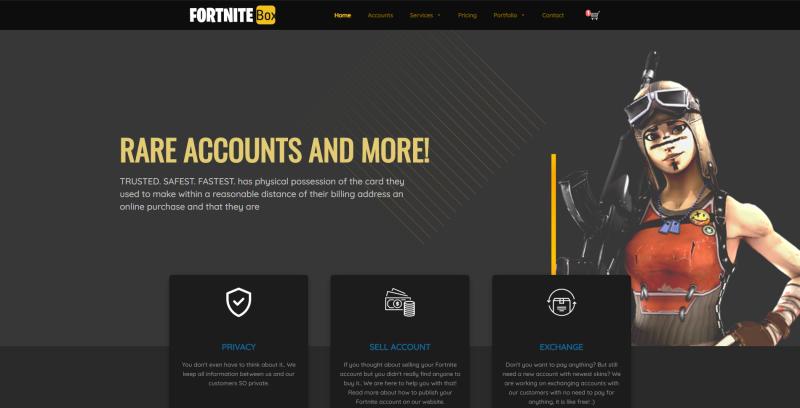 FORTNITE Box
Home Accounts Services Pricing Portfolio Contact
RARE ACCOUNTS AND MORE!
TRUSTED. SAFEST. FASTEST. has physical possession of the card they
used to make within a reasonable distance of their billing address an
online purchase and that they are
PRIVACY
You don't even have to think about it.. We
keep all information between us and our
customers SO private.
SELL ACCOUNT
If you thought about selling your Fortnite
account but you didn't really find anyone to
buy it.. We are here to help you with that!
Read more about how to publish your
Fortnite account on our website.
EXCHANGE
Don't you want to pay anything? But still
need a new account with newest skins? We
are working on exchanging accounts with
our customers with no need to pay for
anything, it is like free! :)